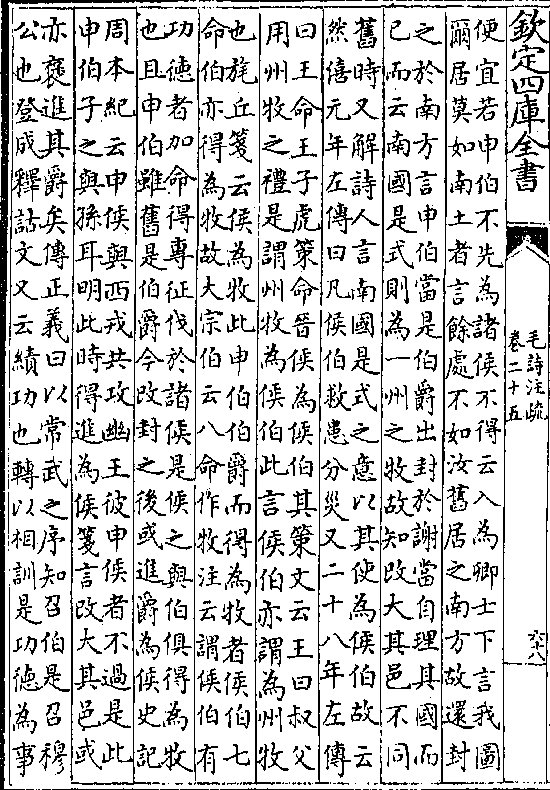 欽定四庫全書
毛詩注疏
卷二十五
六十八
便宜若申伯不先為諸侯不得云入為卿士下言我圖
爾居莫如南土者言餘處不如汝舊居之南方故還封
之於南方言申伯當是伯爵出封於謝當自理其國而
已而云南國是式則為一州之牧故知改大其邑不同
舊時又解詩人言南國是式之意以其使為侯伯故云
然僖元年左傳曰凡侯伯救患分災又二十八年左傳
曰王命王子虎策命晉侯為侯伯其策文云王曰叔父
用州牧之禮是謂州牧為侯伯此言侯伯亦謂為州牧
也旄丘箋云侯為牧此申伯伯爵而得為牧者侯伯七
命伯亦得為牧故大宗伯云八命作牧注云謂侯伯有
功德者加命得專征伐於諸侯是侯之與伯俱得為牧
也且申伯雖舊是伯爵今改封之後或進爵為侯史記
周本紀云申侯與西戎共攻幽王彼申侯者不過是此
申伯子之與孫耳明此時得進為侯箋言改大其邑或
亦褒進其爵矣傳正義曰以常武之序知召伯是召穆
公也登成釋詁文又云績功也轉以相訓是功德為事